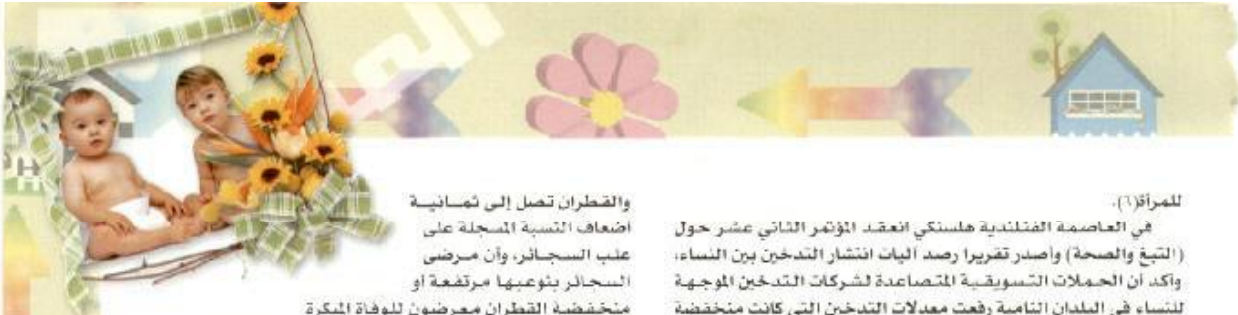 للمرأة(٦).
في العاصمة الفنلندية هلسنكي انعقد المؤتمر الثاني عشر حول
(التبغ والصحة) وأصدر تقريرا رصد آليات انتشار التدخين بين النساء،
وأكد أن الحملات التسويقية المتصاعدة لشركات التدخين الموجهة
للنساء في البلدان النامية رفعت معدلات التدخين التي كانت منخفضة
والقطران تصل إلى ثمانية
أضعاف النسبة المسجلة على
علب السجائر، وأن مرضى
السجائر بنوعيها مرتفعة أو
منخفضة القطران معرضون للوفاة المبكرة